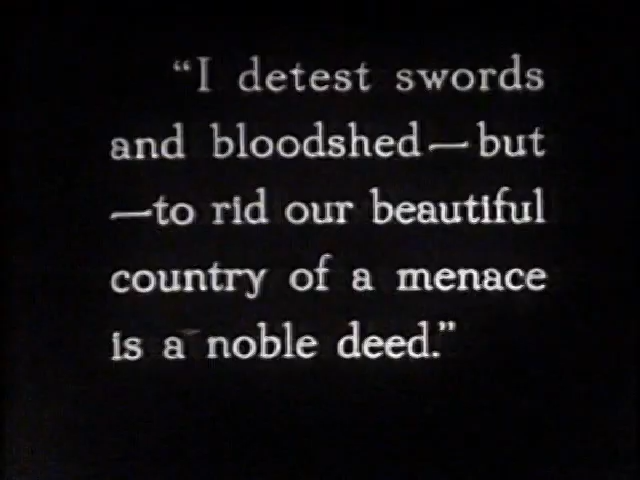 “I detest swords
and bloodshed—but
—to rid our beautiful
country of a menace
is a noble deed.”